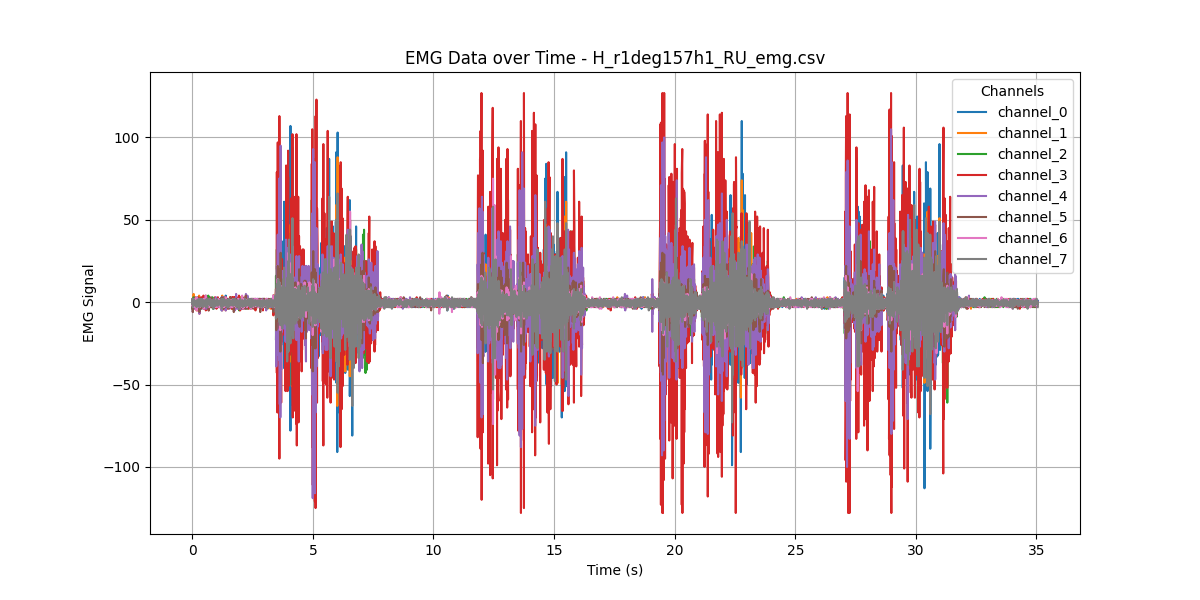 EMG Data over Time - H_r1deg157h1_RU_emg.csv
Channels
channel_0
channel_1
channel_2
channel_3
channel_4
channel_5
channel_6
channel_7
EMG Signal
100
50
0
−50
−100
0 5 10 15 20 25 30 35
Time (s)